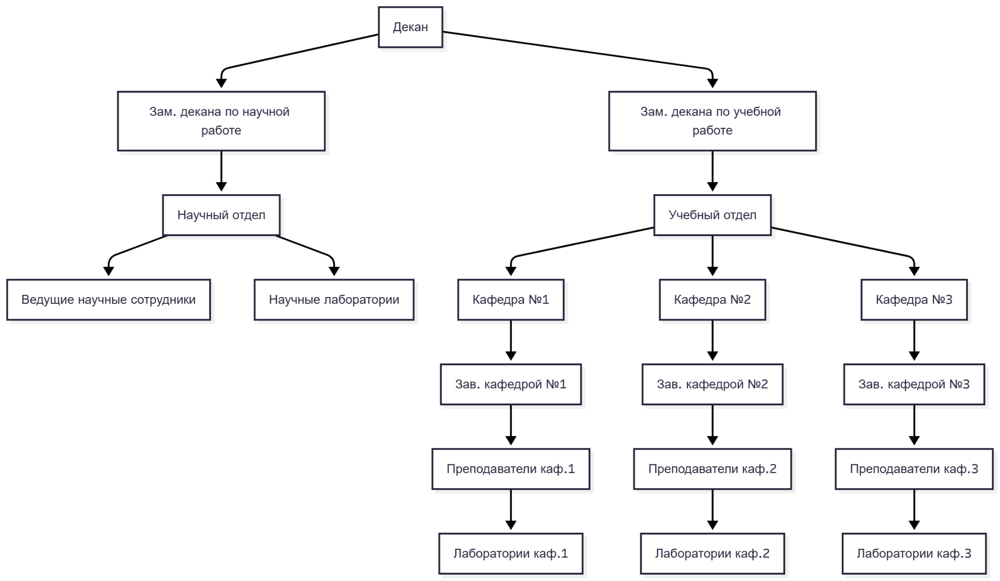 Декан
Зам. декана по научной
работе
Зам. декана по учебной
работе
Научный отдел
Учебный отдел
Ведущие научные сотрудники
Научные лаборатории
Кафедра №1
Кафедра №2
Кафедра №3
Зав. кафедрой №1
Зав. кафедрой №2
Зав. кафедрой №3
Преподаватели каф.1
Преподаватели каф.2
Преподаватели каф.3
Лаборатории каф.1
Лаборатории каф.2
Лаборатории каф.3